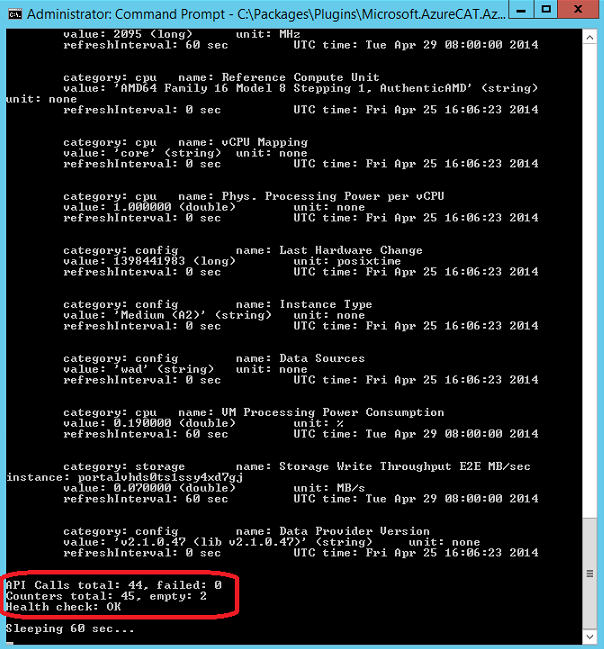 Administrator: Command Prompt - C:\Packages\Plugins\Microsoft.AzureCAT.Az...
value: 2095 (long) unit: MHz
refreshInterval: 60 sec UTC time: Tue Apr 29 08:00:00 2014
category: cpu name: Reference Compute Unit
value: 'AMD64 Family 16 Model 8 Stepping 1, AuthenticAMD' (string)
unit: none
refreshInterval: 0 sec UTC time: Fri Apr 25 16:06:23 2014
category: cpu name: vCPU Mapping
value: 'core' (string) unit: none
refreshInterval: 0 sec UTC time: Fri Apr 25 16:06:23 2014
category: cpu name: Phys. Processing Power per vCPU
value: 1.000000 (double) unit: none
refreshInterval: 0 sec UTC time: Fri Apr 25 16:06:23 2014
category: config name: Last Hardware Change
value: 1398441983 (long) unit: posixtime
refreshInterval: 0 sec UTC time: Fri Apr 25 16:06:23 2014
category: config name: Instance Type
value: 'Medium (A2)' (string) unit: none
refreshInterval: 0 sec UTC time: Fri Apr 25 16:06:23 2014
category: config name: Data Sources
value: 'wad' (string) unit: none
refreshInterval: 0 sec UTC time: Fri Apr 25 16:06:23 2014
category: cpu name: VM Processing Power Consumption
value: 0.190000 (double) unit: %
refreshInterval: 60 sec UTC time: Tue Apr 29 08:00:00 2014
category: storage name: Storage Write Throughput E2E MB/sec
instance: portalvhds0ts1ssy4xd7gj
value: 0.070000 (double) unit: MB/s
refreshInterval: 60 sec UTC time: Tue Apr 29 08:00:00 2014
category: config name: Data Provider Version
value: 'v2.1.0.47 (lib v2.1.0.47)' (string) unit: none
refreshInterval: 0 sec UTC time: Fri Apr 25 16:06:23 2014
API Calls total: 44, failed: 0
Counters total: 45, empty: 2
Health check: OK
Sleeping 60 sec...